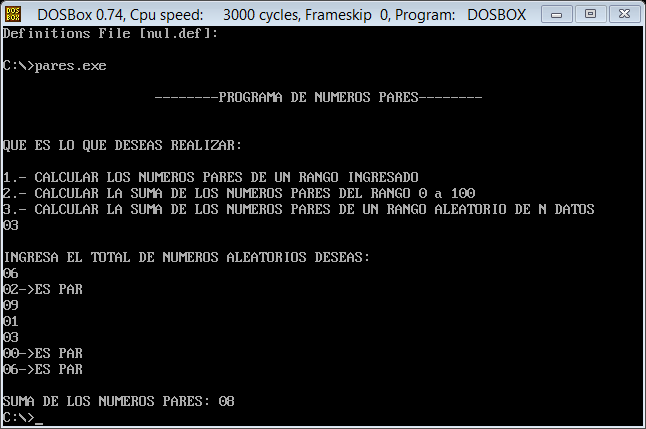 DOS
BOX
DOSBox 0.74, Cpu speed: 3000 cycles, Frameskip 0, Program: DOSBOX
Definitions File [nul.def]:
C:\>pares.exe
--------PROGRAMA DE NUMEROS PARES--------
QUE ES LO QUE DESEAS REALIZAR:
1.- CALCULAR LOS NUMEROS PARES DE UN RANGO INGRESADO
2.- CALCULAR LA SUMA DE LOS NUMEROS PARES DEL RANGO 0 a 100
3.- CALCULAR LA SUMA DE LOS NUMEROS PARES DE UN RANGO ALEATORIO DE N DATOS
03
INGRESA EL TOTAL DE NUMEROS ALEATORIOS DESEAS:
06
02->ES PAR
09
01
03
00->ES PAR
06->ES PAR
SUMA DE LOS NUMEROS PARES: 08
C:\>_